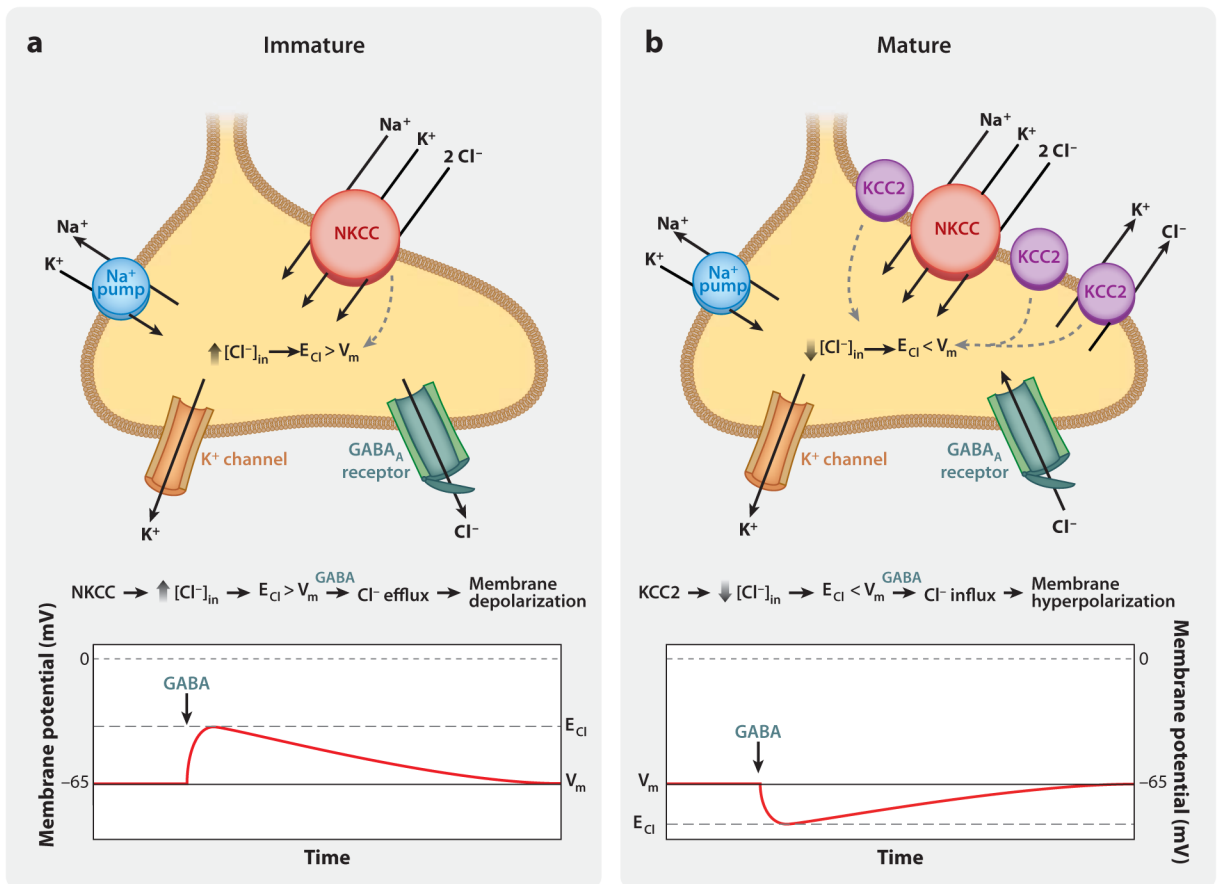 a
Immature
Na⁺
K⁺
2 Cl⁻
NKCC
Na⁺
K⁺
Na⁺
pump
[Cl⁻]in → ECl > Vm
K⁺ channel
GABAA
receptor
K⁺
Cl⁻
NKCC → [Cl⁻]in → ECl > Vm GABA → Cl⁻ efflux → Membrane
depolarization
Membrane potential (mV)
0
GABA
ECl
–65
Vm
Time
b
Mature
Na⁺
K⁺
2 Cl⁻
KCC2
NKCC
K⁺
Cl⁻
Na⁺
K⁺
KCC2
Na⁺
pump
KCC2
[Cl⁻]in → ECl < Vm
K⁺ channel
GABAA
receptor
K⁺
Cl⁻
KCC2 → [Cl⁻]in → ECl < Vm GABA → Cl⁻ influx → Membrane
hyperpolarization
0
GABA
Vm
–65
ECl
Membrane potential (mV)
Time